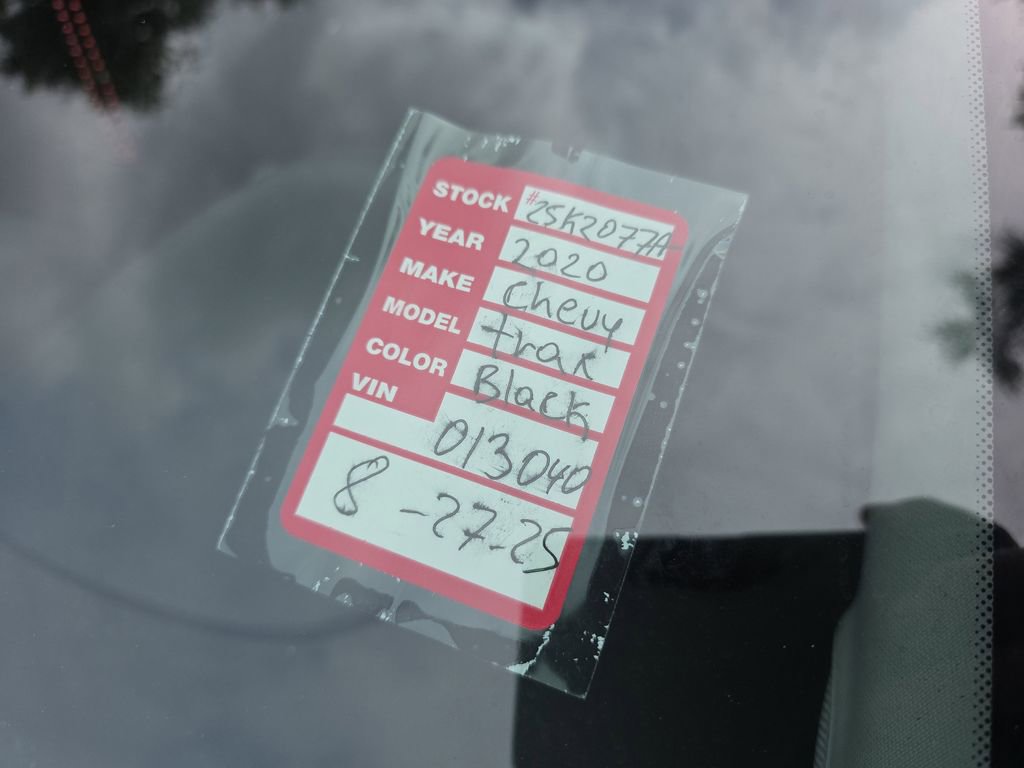 STOCK #25K2077A
YEAR 2020
MAKE Chevy
MODEL trax
COLOR Black
VIN 013040
8-27-25